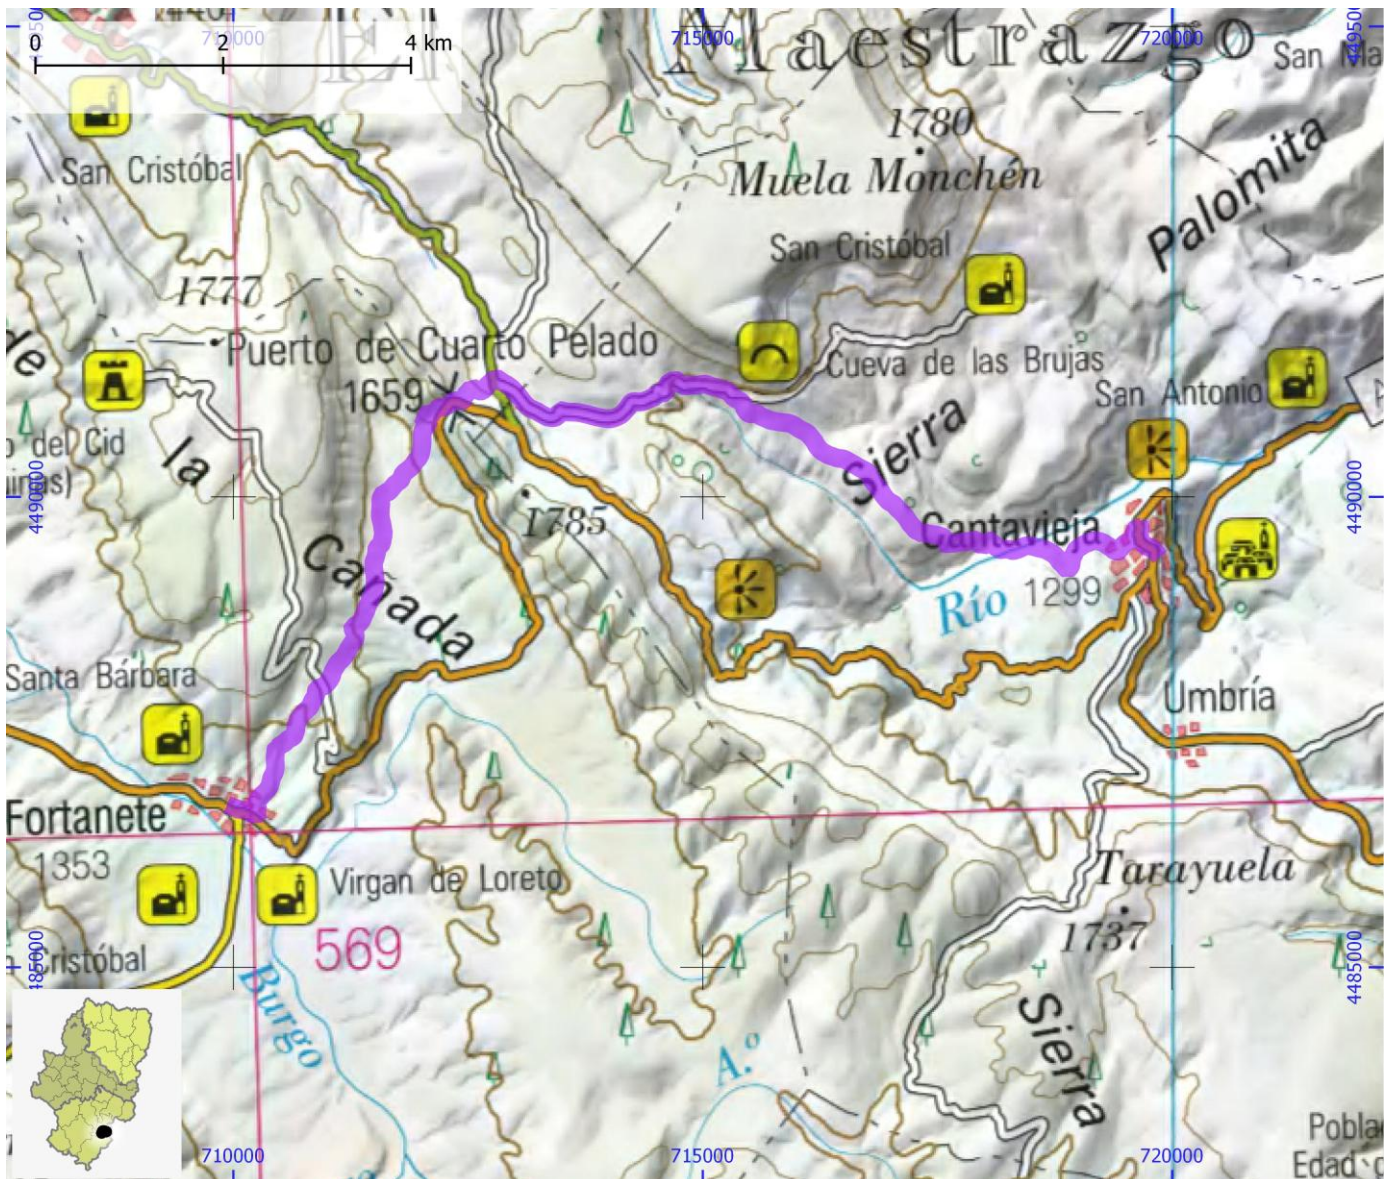 0 2 4 km
710000
715000
720000
4495000
Maestrazgo
San Ma
San Cristóbal
1780
Muela Monchén
Palomita
San Cristóbal
1777
de
Puerto de Cuarto Pelado
1659
Cueva de las Brujas
San Antonio
Sierra
la
o del Cid
uinas)
4490000
4490000
1785
Cantavieja
1299
Río
Cañada
Santa Bárbara
Umbría
Fortanete
1353
Virgan de Loreto
Tarayuela
1737
569
Cristóbal
4485000
4485000
Burgo
Sierra
A.º
Pobla
Edad d
710000
715000
720000